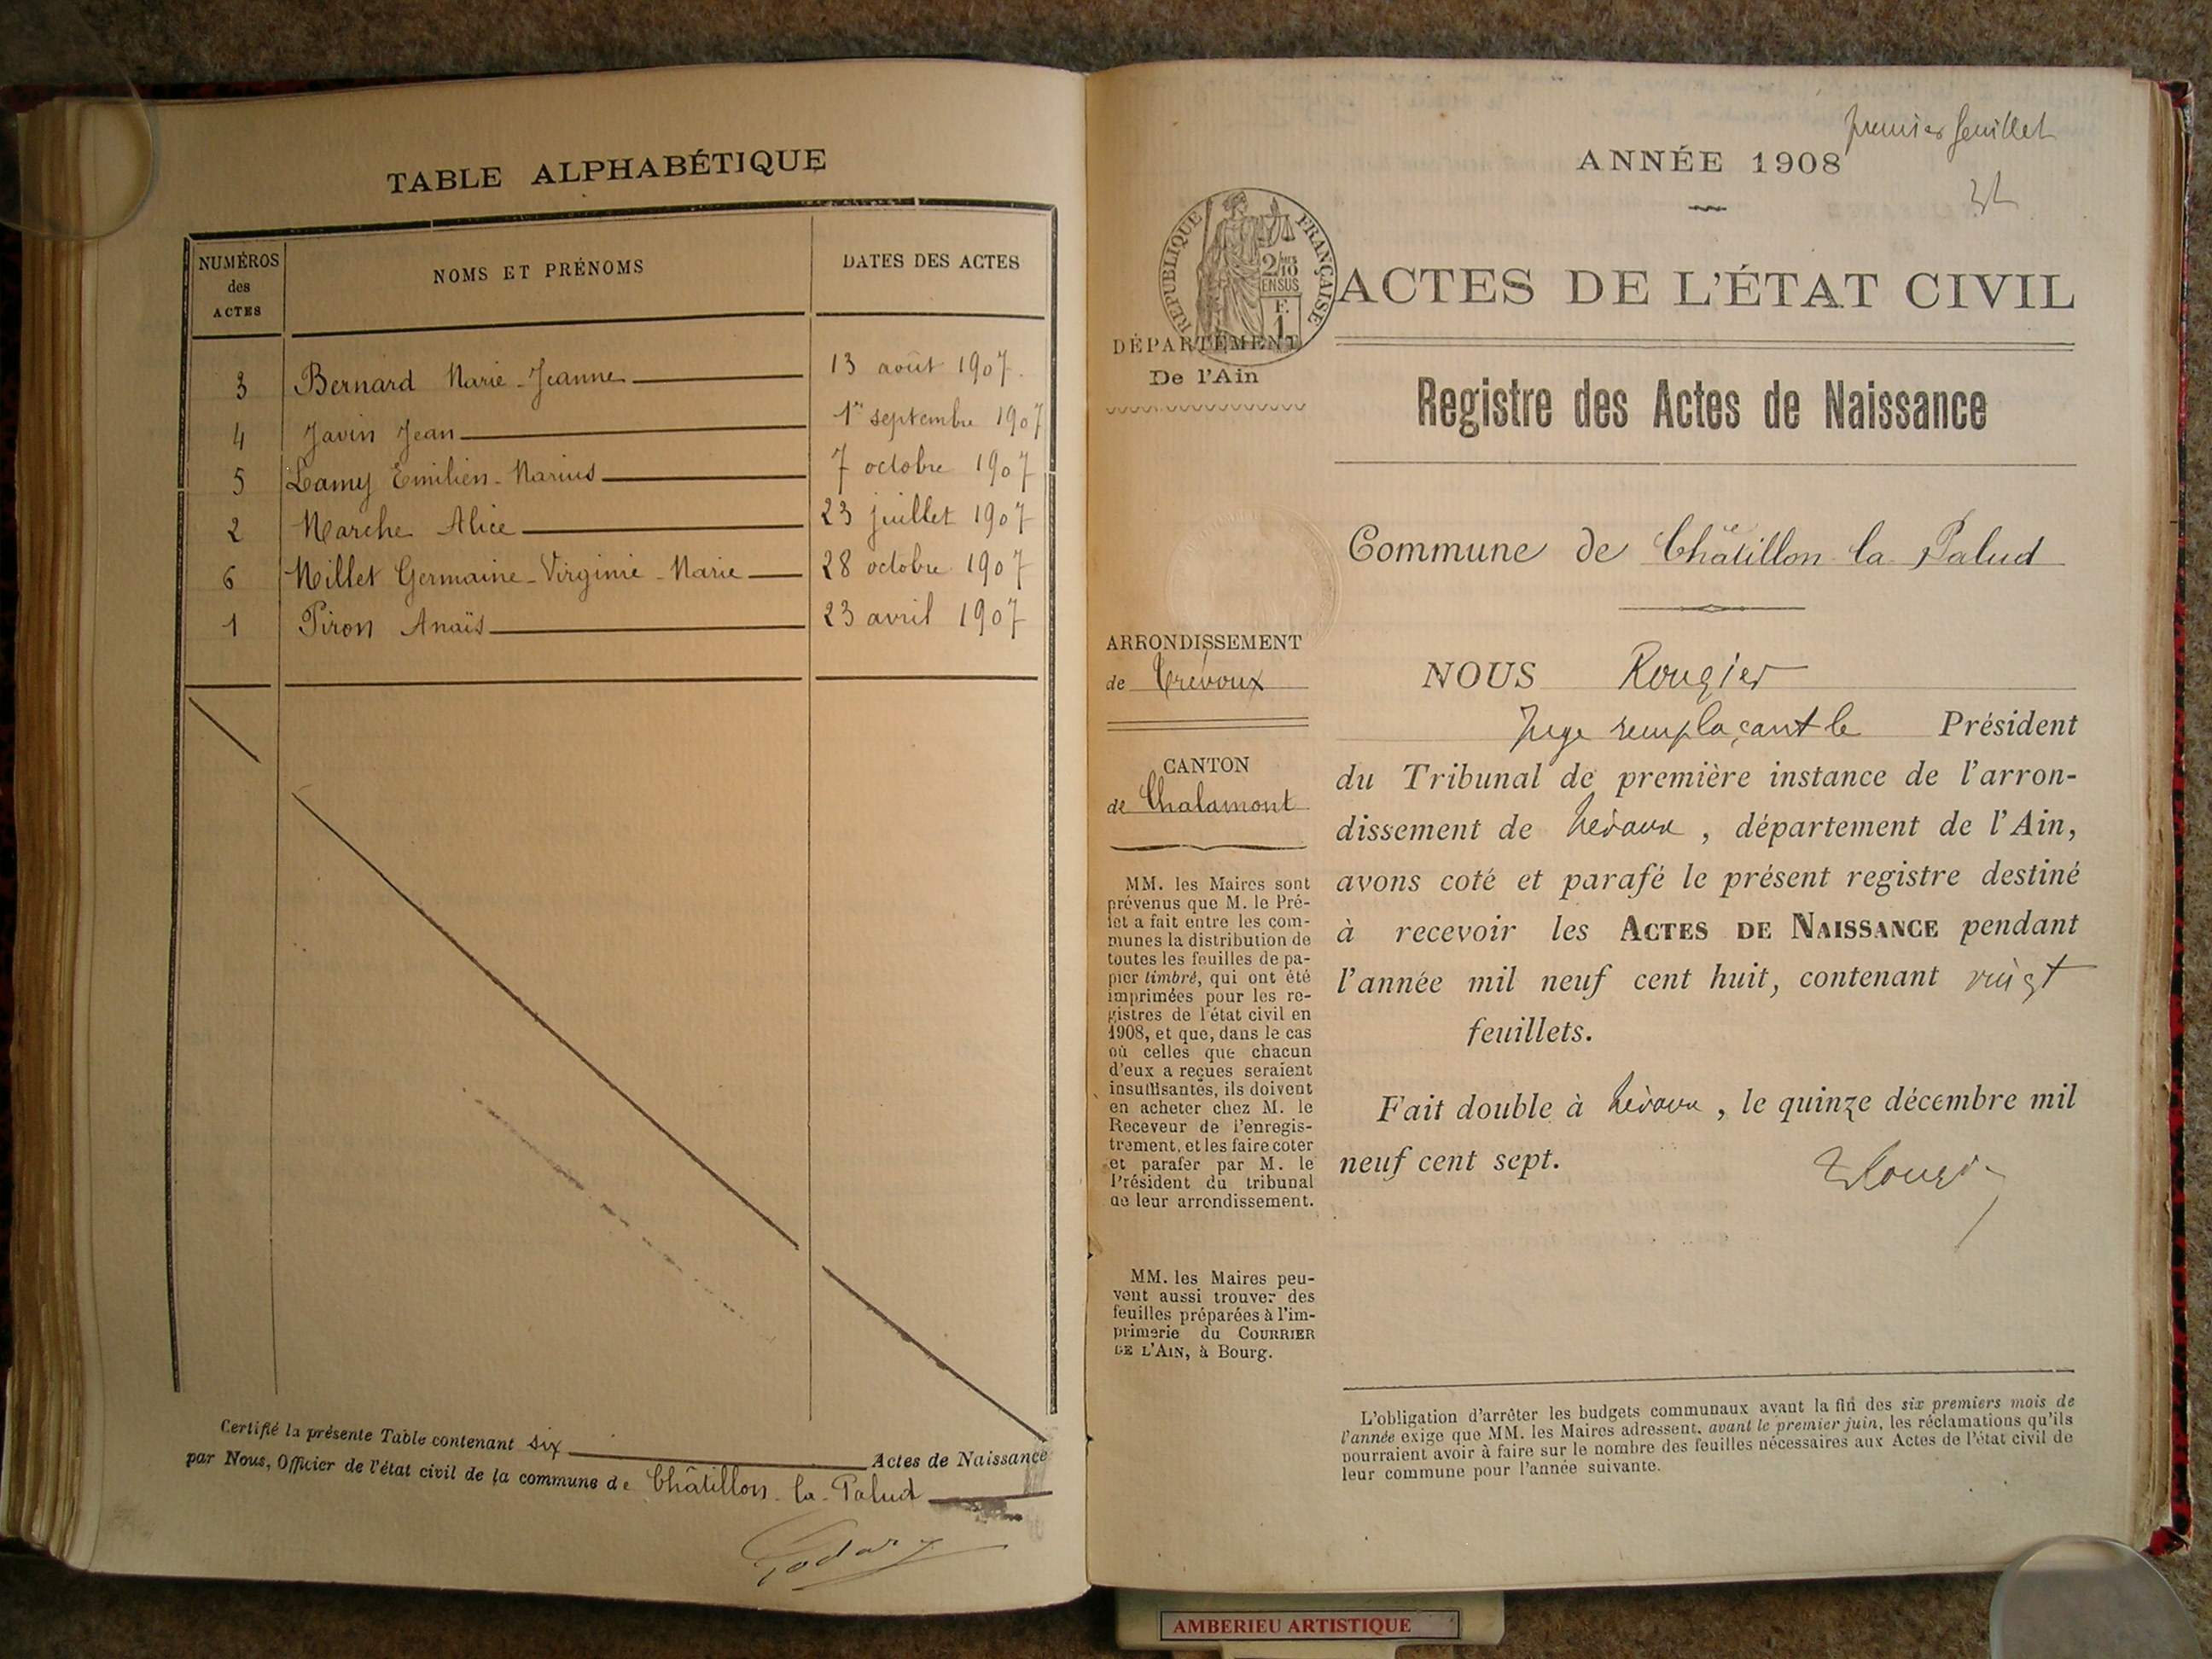 TABLE ALPHABÉTIQUE
NUMÉROS des ACTES
NOMS ET PRÉNOMS
DATES DES ACTES
3 Bernard Marie-Jeanne 13 août 1907.
4 Javin Jean 1er septembre 1907
5 Lamy Emilien-Marius 7 octobre 1907
2 Marche Alice 23 juillet 1907
6 Millet Germaine-Virginie-Marie 28 octobre 1907
1 Piron Anaïs 23 avril 1907
Certifié la présente Table contenant six Actes de Naissance
par Nous, Officier de l'état civil de la commune de Châtillon-la-Palud
premier feuillet
ANNÉE 1908
RÉPUBLIQUE FRANÇAISE
2/10 EN SUS
F. 1
ACTES DE L'ÉTAT CIVIL
DÉPARTEMENT
De l'Ain
Registre des Actes de Naissance
Commune de Châtillon la Palud
ARRONDISSEMENT
de Trévoux
CANTON
de Chalamont
MM. les Maires sont
prévenus que M. le Pré-
fet a fait entre les com-
munes la distribution de
toutes les feuilles de pa-
pier timbré, qui ont été
imprimées pour les re-
gistres de l'état civil en
1908, et que, dans le cas
où celles que chacun
d'eux a reçues seraient
insuffisantes, ils doivent
en acheter chez M. le
Receveur de l'enregis-
trement, et les faire coter
et parafer par M. le
Président du tribunal
de leur arrondissement.
MM. les Maires peu-
vent aussi trouver des
feuilles préparées à l'im-
primerie du COURRIER
DE L'AIN, à Bourg.
NOUS Rougier
Juge remplaçant le Président
du Tribunal de première instance de l'arron-
dissement de Trévoux, département de l'Ain,
avons coté et parafé le présent registre destiné
à recevoir les ACTES DE NAISSANCE pendant
l'année mil neuf cent huit, contenant vingt
feuillets.
Fait double à Trévoux, le quinze décembre mil
neuf cent sept.
L'obligation d'arrêter les budgets communaux avant la fin des six premiers mois de
l'année exige que MM. les Maires adressent, avant le premier juin, les réclamations qu'ils
pourraient avoir à faire sur le nombre des feuilles nécessaires aux Actes de l'état civil de
leur commune pour l'année suivante.
AMBERIEU ARTISTIQUE